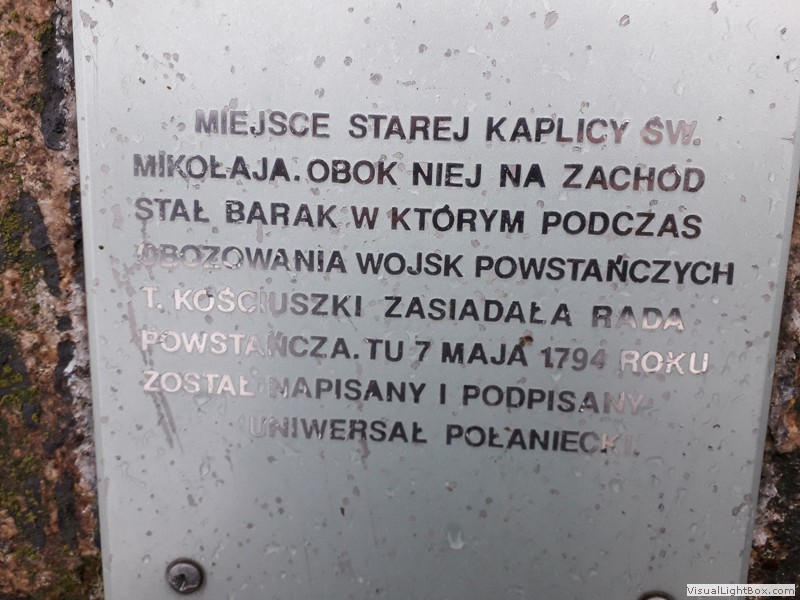 MIEJSCE STAREJ KAPLICY ŚW.
MIKOŁAJA. OBOK NIEJ NA ZACHÓD
STAŁ BARAK W KTÓRYM PODCZAS
OBOZOWANIA WOJSK POWSTAŃCZYCH
T. KOŚCIUSZKI ZASIADAŁA RADA
POWSTAŃCZA. TU 7 MAJA 1794 ROKU
ZOSTAŁ NAPISANY I PODPISANY
UNIWERSAŁ POŁANIECKI.
VisualLightBox.com